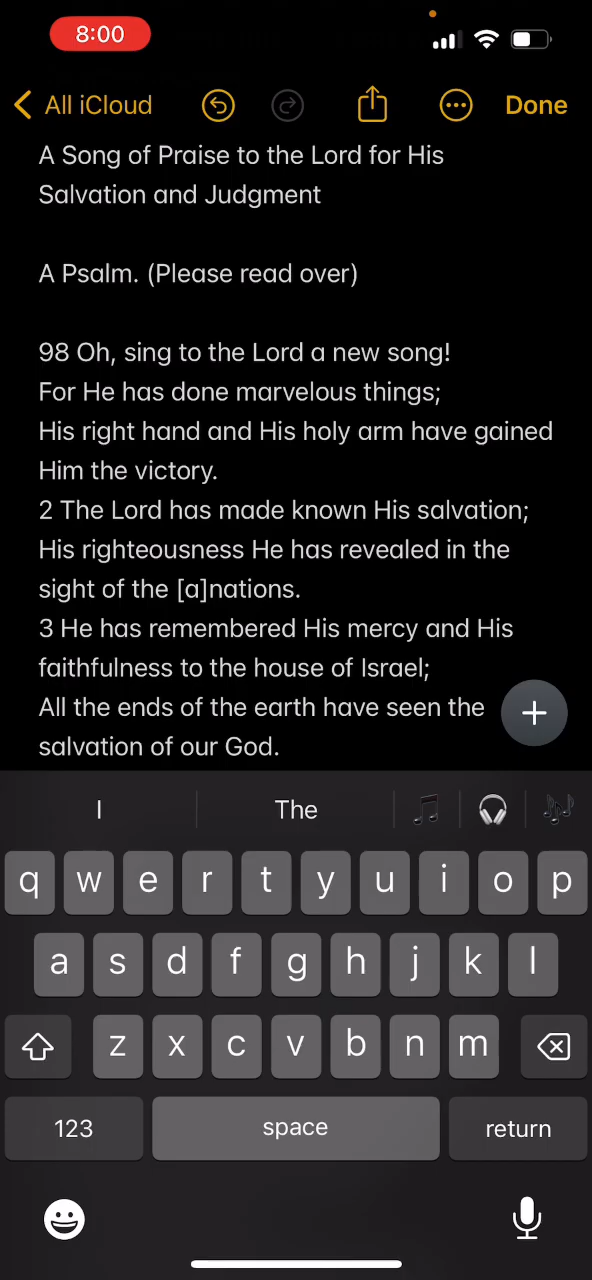 8:00
All iCloud
Done
A Song of Praise to the Lord for His
Salvation and Judgment
A Psalm. (Please read over)
98 Oh, sing to the Lord a new song!
For He has done marvelous things;
His right hand and His holy arm have gained
Him the victory.
2 The Lord has made known His salvation;
His righteousness He has revealed in the
sight of the [a]nations.
3 He has remembered His mercy and His
faithfulness to the house of Israel;
All the ends of the earth have seen the
salvation of our God.
I The
q w e r t y u i o p
a s d f g h j k l
z x c v b n m
123 space return